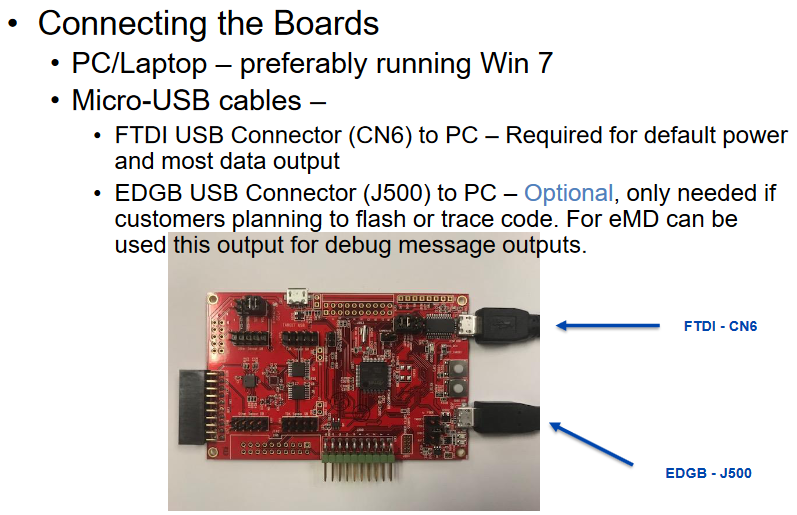 • Connecting the Boards
• PC/Laptop – preferably running Win 7
• Micro-USB cables –
• FTDI USB Connector (CN6) to PC – Required for default power
and most data output
• EDGB USB Connector (J500) to PC – Optional, only needed if
customers planning to flash or trace code. For eMD can be
used this output for debug message outputs.
FTDI - CN6
EDGB - J500